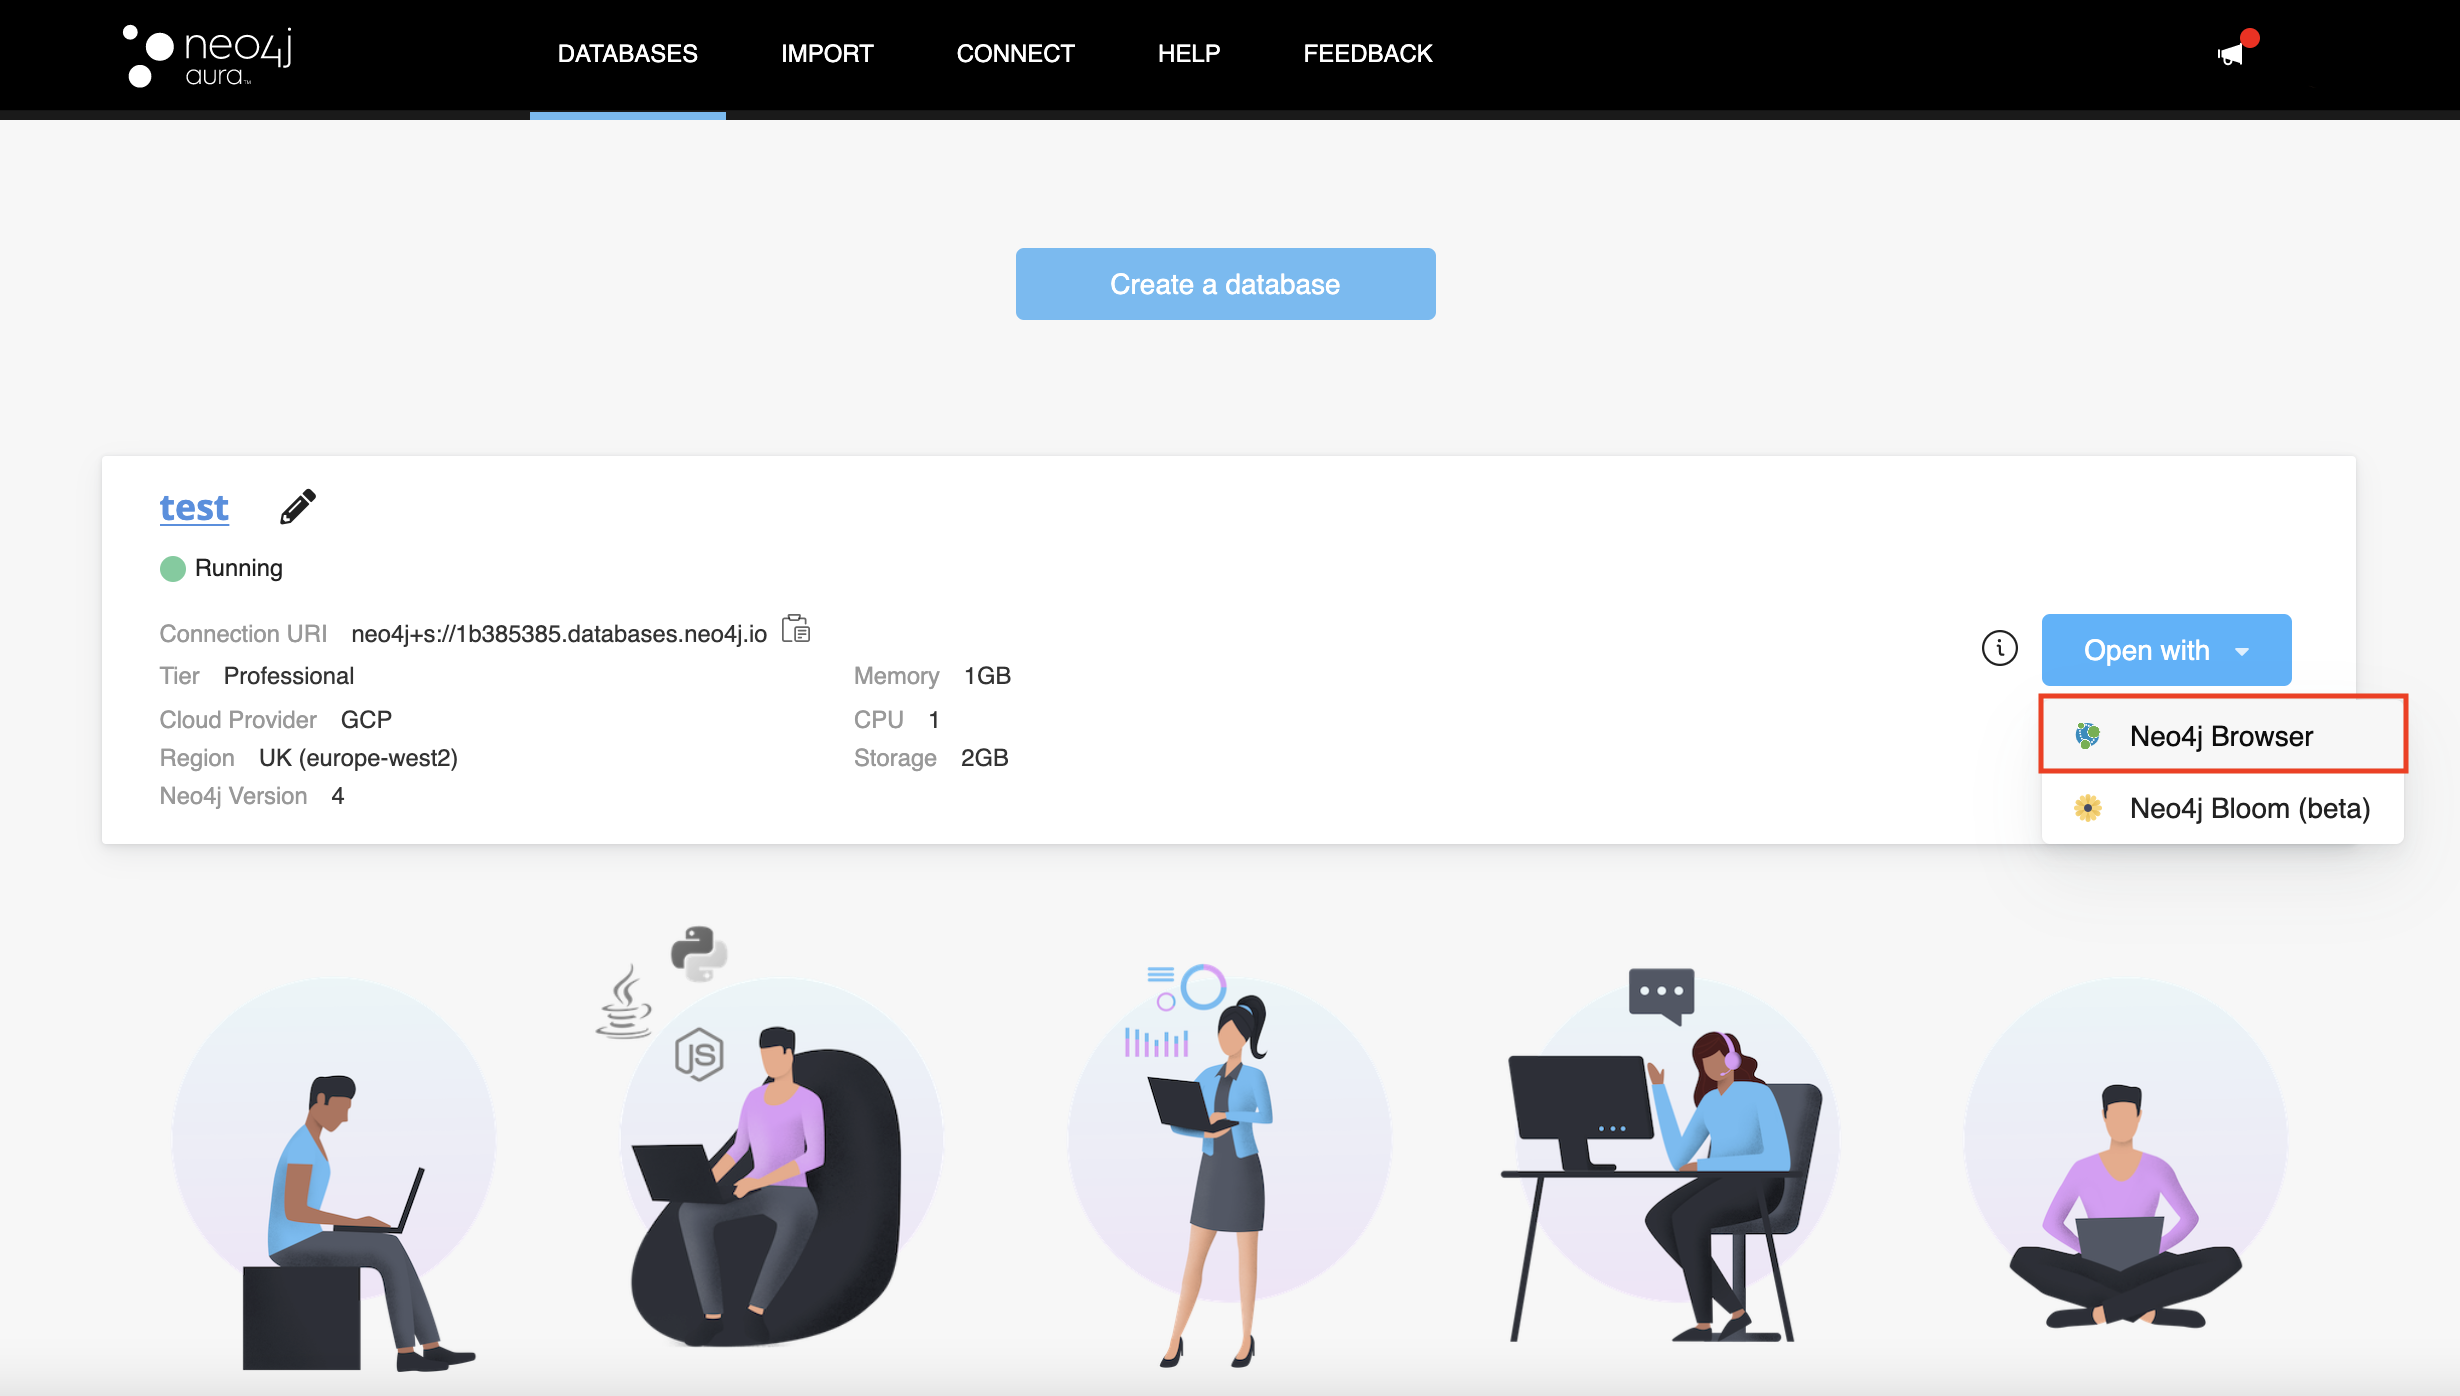 neo4j
aura™
DATABASES IMPORT CONNECT HELP FEEDBACK
Create a database
test
Running
Connection URI neo4j+s://1b385385.databases.neo4j.io
Tier Professional
Cloud Provider GCP
Region UK (europe-west2)
Neo4j Version 4
Memory 1GB
CPU 1
Storage 2GB
i
Open with
Neo4j Browser
Neo4j Bloom (beta)
JS